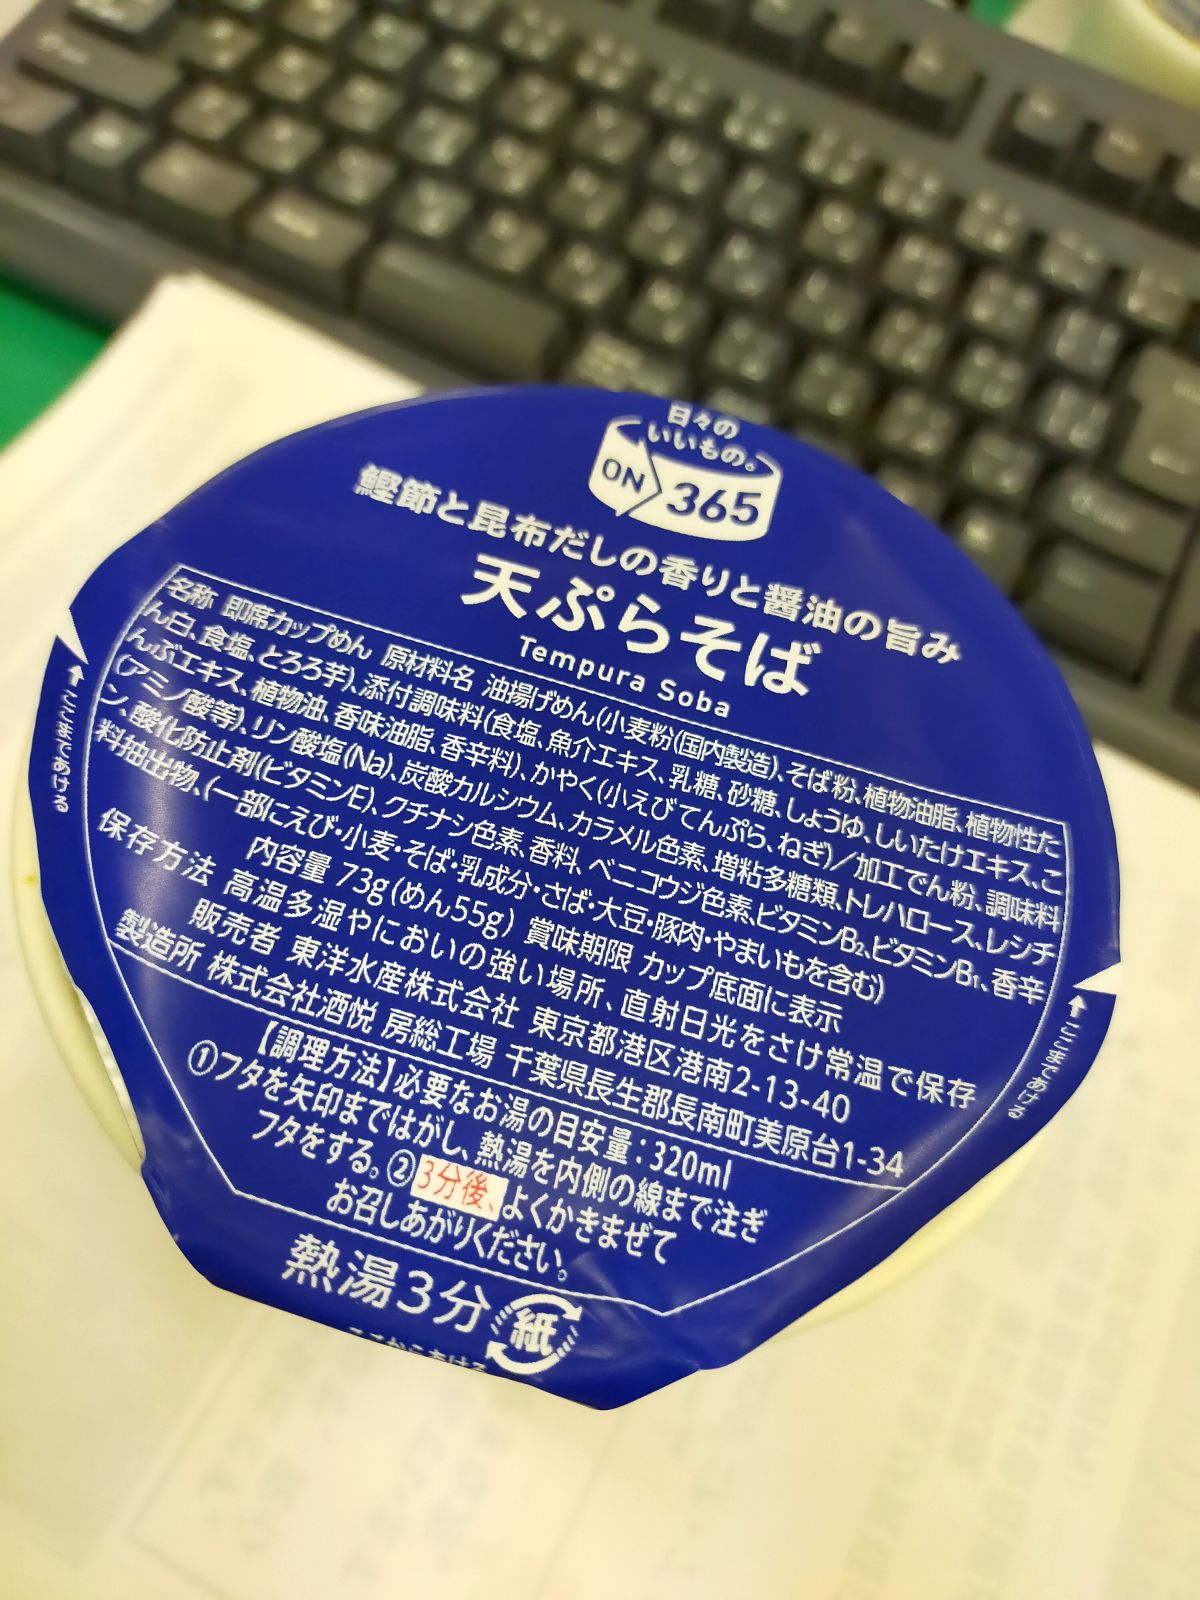 日々の
いいもの。
ON 365
鰹節と昆布だしの香りと醤油の旨み
天ぷらそば
Tempura Soba
名称 即席カップめん 原材料名 油揚げめん(小麦粉(国内製造)、そば粉、植物油脂、植物性た
ん白、食塩、とろろ芋)、添付調味料(食塩、魚介エキス、乳糖、砂糖、しょうゆ、しいたけエキス、こ
んぶエキス、植物油、香味油脂、香辛料)、かやく(小えびてんぷら、ねぎ)/加工でん粉、調味料
(アミノ酸等)、リン酸塩(Na)、炭酸カルシウム、カラメル色素、増粘多糖類、トレハロース、レシチ
ン、酸化防止剤(ビタミンE)、クチナシ色素、香料、ベニコウジ色素、ビタミンB₂、ビタミンB₁、香辛
料抽出物、(一部にえび・小麦・そば・乳成分・さば・大豆・豚肉・やまいもを含む)
内容量 73g(めん55g) 賞味期限 カップ底面に表示
保存方法 高温多湿やにおいの強い場所、直射日光をさけ常温で保存
販売者 東洋水産株式会社 東京都港区港南2-13-40
製造所 株式会社酒悦 房総工場 千葉県長生郡長南町美原台1-34
【調理方法】必要なお湯の目安量:320ml
①フタを矢印まではがし、熱湯を内側の線まで注ぎ
フタをする。②3分後、よくかきまぜて
お召しあがりください。
熱湯3分 紙
ここからあける
ここまであける
ここまであける